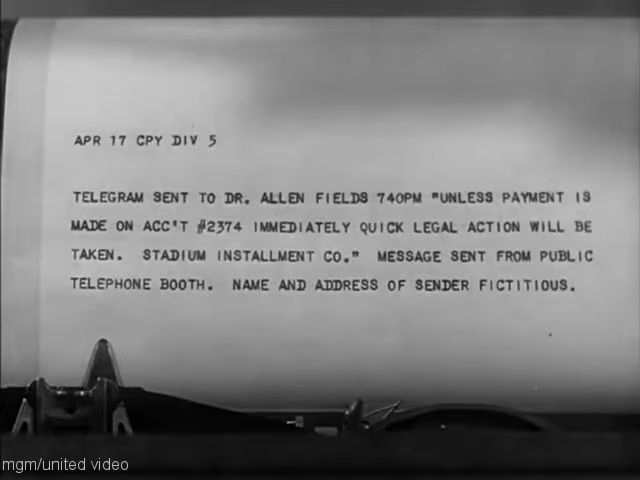 APR 17 CPY DIV 5
TELEGRAM SENT TO DR. ALLEN FIELDS 740PM "UNLESS PAYMENT IS
MADE ON ACC'T #2374 IMMEDIATELY QUICK LEGAL ACTION WILL BE
TAKEN. STADIUM INSTALLMENT CO." MESSAGE SENT FROM PUBLIC
TELEPHONE BOOTH. NAME AND ADDRESS OF SENDER FICTITIOUS.
mgm/united video